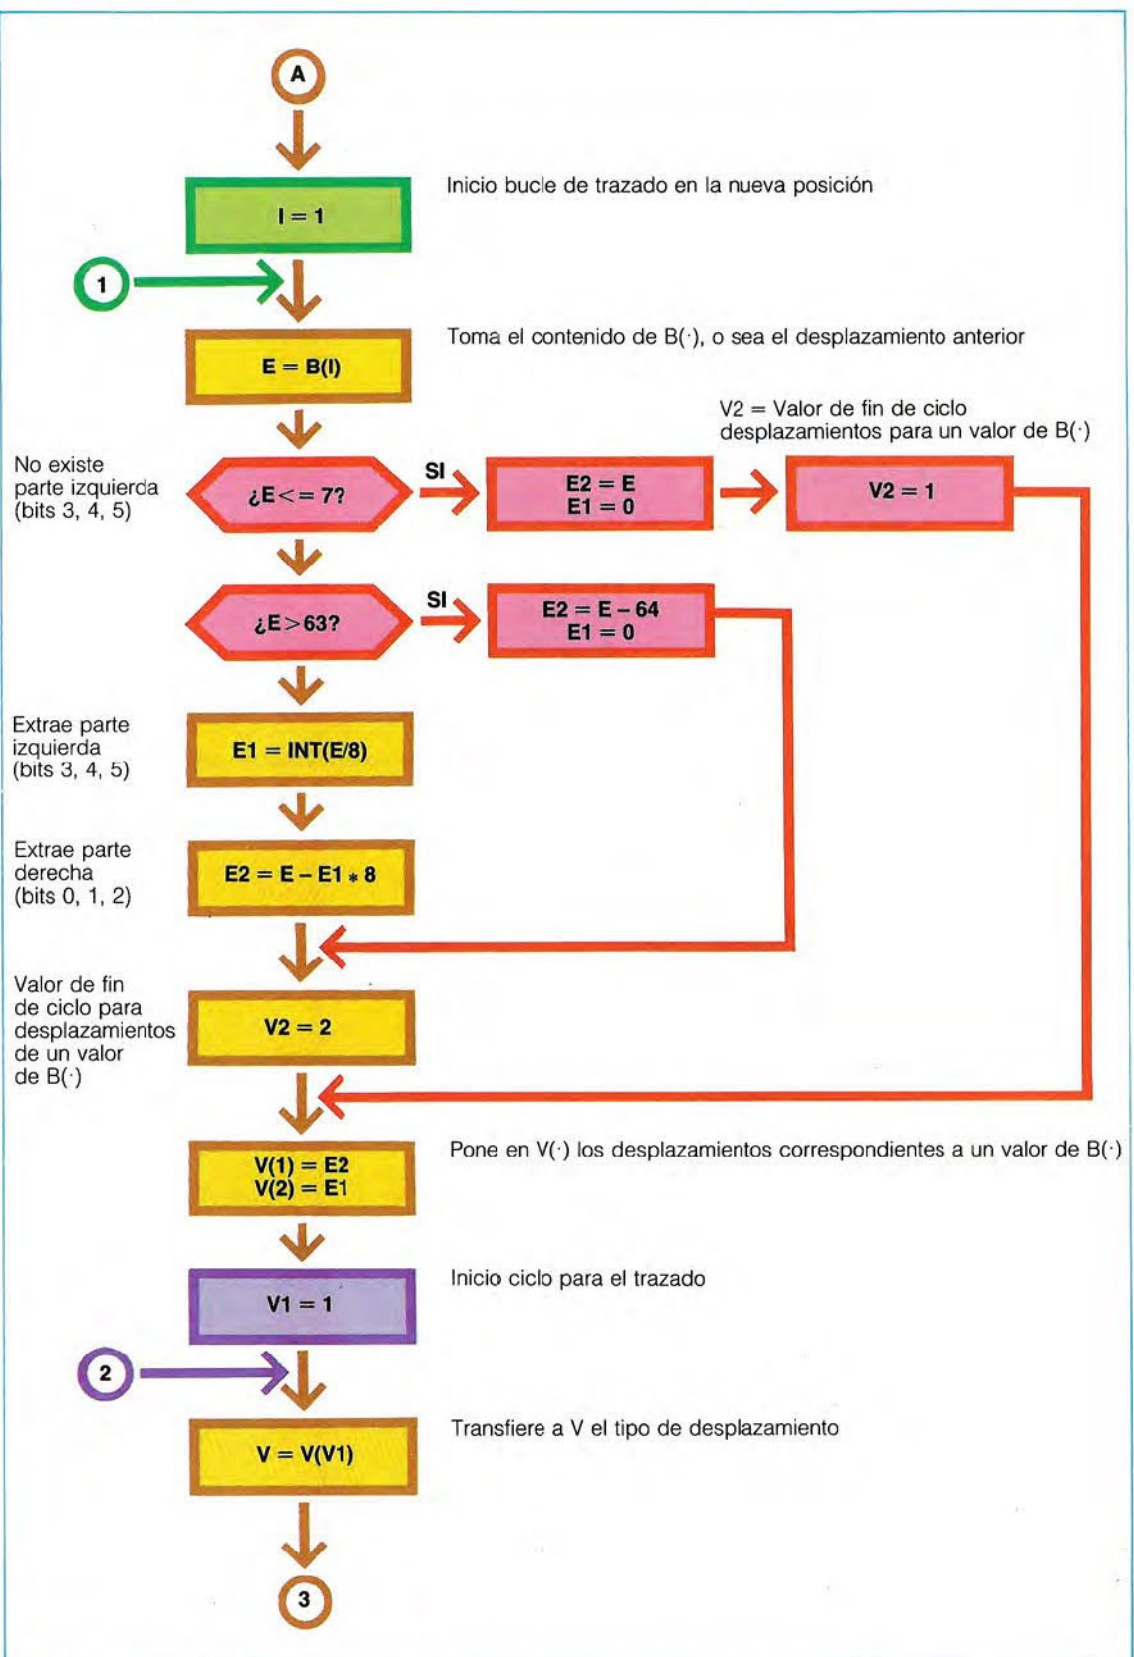 A
I = 1
Inicio bucle de trazado en la nueva posición
1
E = B(I)
Toma el contenido de B(·), o sea el desplazamiento anterior
V2 = Valor de fin de ciclo
desplazamientos para un valor de B(·)
No existe
parte izquierda
(bits 3, 4, 5)
¿E<= 7?
SI
E2 = E
E1 = 0
V2 = 1
¿E>63?
SI
E2 = E – 64
E1 = 0
Extrae parte
izquierda
(bits 3, 4, 5)
E1 = INT(E/8)
Extrae parte
derecha
(bits 0, 1, 2)
E2 = E – E1 * 8
Valor de fin
de ciclo para
desplazamientos
de un valor
de B(·)
V2 = 2
V(1) = E2
V(2) = E1
Pone en V(·) los desplazamientos correspondientes a un valor de B(·)
V1 = 1
Inicio ciclo para el trazado
2
V = V(V1)
Transfiere a V el tipo de desplazamiento
3